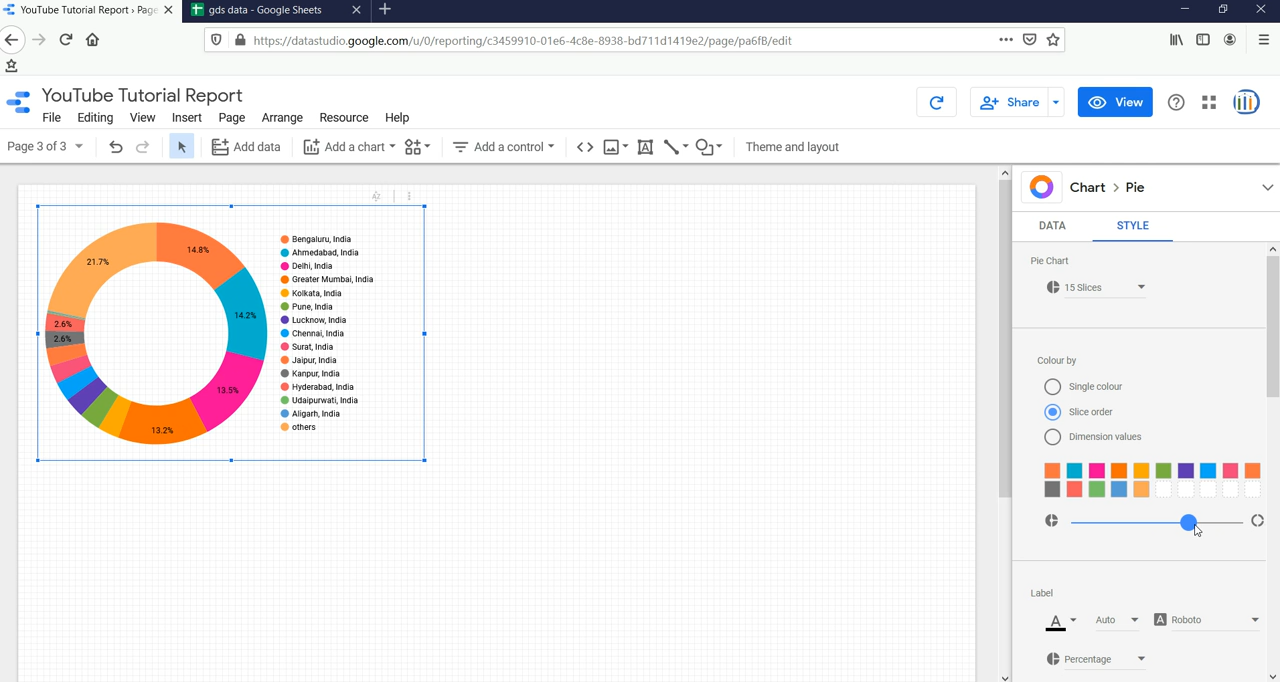 YouTube Tutorial Report › Page
gds data - Google Sheets
https://datastudio.google.com/u/0/reporting/c3459910-01e6-4c8e-8938-bd711d1419e2/page/pa6fB/edit
YouTube Tutorial Report
File Editing View Insert Page Arrange Resource Help
Share
View
Page 3 of 3
Add data
Add a chart
Add a control
Theme and layout
Chart > Pie
DATA STYLE
Pie Chart
15 Slices
Colour by
Single colour
Slice order
Dimension values
Label
A Auto A Roboto
Percentage
14.8%
14.2%
13.5%
13.2%
2.6%
2.6%
21.7%
Bengaluru, India
Ahmedabad, India
Delhi, India
Greater Mumbai, India
Kolkata, India
Pune, India
Lucknow, India
Chennai, India
Surat, India
Jaipur, India
Kanpur, India
Hyderabad, India
Udaipurwati, India
Aligarh, India
others